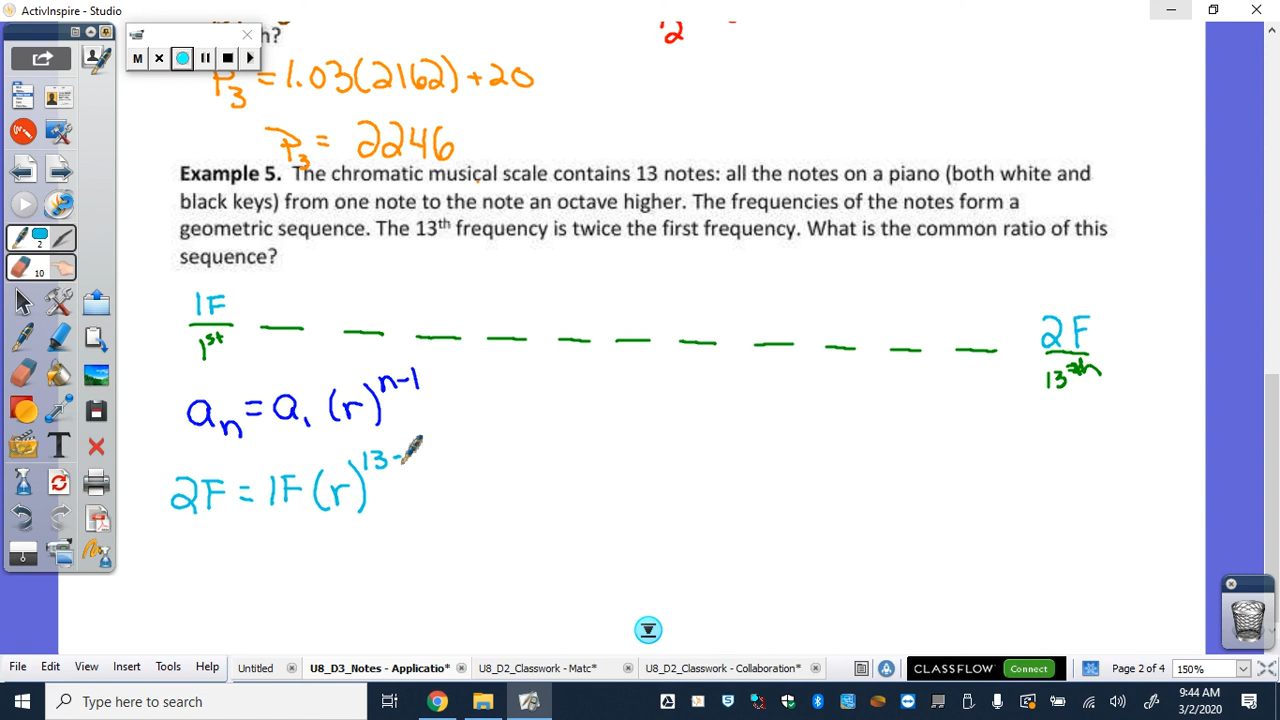 ActivInspire - Studio
M
h?
2
P3 = 1.03(2162) + 20
P3 = 2246
Example 5. The chromatic musical scale contains 13 notes: all the notes on a piano (both white and
black keys) from one note to the note an octave higher. The frequencies of the notes form a
geometric sequence. The 13th frequency is twice the first frequency. What is the common ratio of this
sequence?
2
10
1F
1st
2F
13th
an = a1 (r)^n-1
2F = 1F (r)^13-
File Edit View Insert Tools Help
Untitled
U8_D3_Notes - Applicatio*
U8_D2_Classwork - Matc*
U8_D2_Classwork - Collaboration*
CLASSFLOW Connect
Page 2 of 4
150%
Type here to search
9:44 AM
3/2/2020